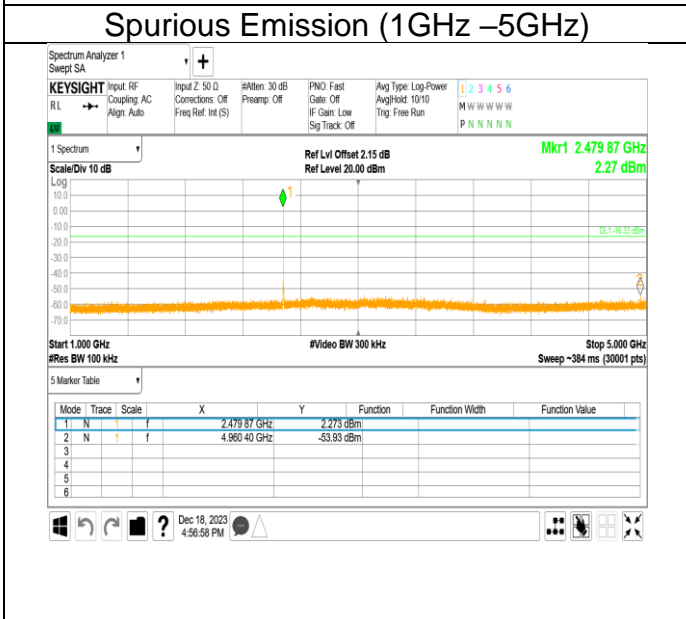 Spurious Emission (1GHz –5GHz)
Spectrum Analyzer 1
Swept SA
+
KEYSIGHT
RL
Input: RF
Coupling: AC
Align: Auto
Input Z: 50 Ω
Corrections: Off
Freq Ref: Int (S)
#Atten: 30 dB
Preamp: Off
PNO: Fast
Gate: Off
IF Gain: Low
Sig Track: Off
Avg Type: Log-Power
Avg|Hold: 10/10
Trig: Free Run
1 2 3 4 5 6
M W W W W W
P N N N N N
1 Spectrum
Scale/Div 10 dB
Ref Lvl Offset 2.15 dB
Ref Level 20.00 dBm
Mkr1 2.479 87 GHz
2.27 dBm
Log
10.0
0.00
-10.0
-20.0
-30.0
-40.0
-50.0
-60.0
-70.0
1
DL1 -16.33 dBm
2
Start 1.000 GHz
#Res BW 100 kHz
#Video BW 300 kHz
Stop 5.000 GHz
Sweep ~384 ms (30001 pts)
5 Marker Table
Mode Trace Scale X Y Function Function Width Function Value
1 N 1 f 2.479 87 GHz 2.273 dBm
2 N 1 f 4.960 40 GHz -53.93 dBm
3
4
5
6
?
Dec 18, 2023
4:56:58 PM